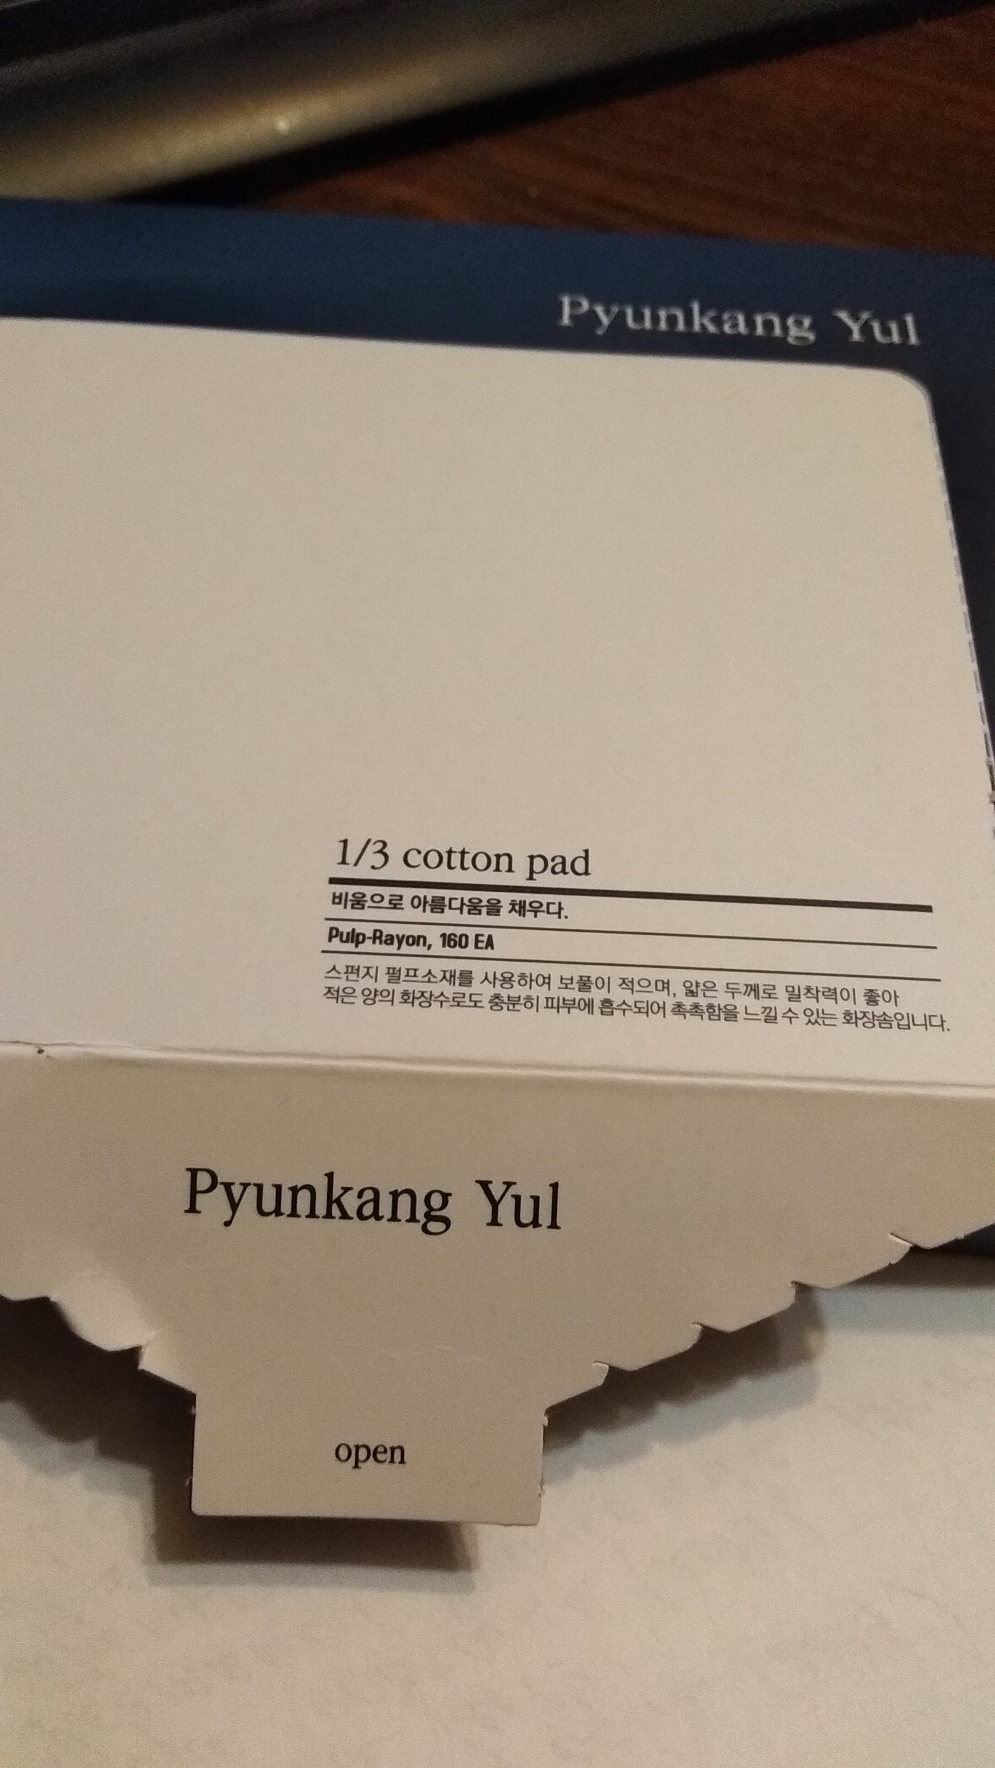 Pyunkang Yul
1/3 cotton pad
비움으로 아름다움을 채우다.
Pulp-Rayon, 160 EA
스펀지 펄프소재를 사용하여 보풀이 적으며, 얇은 두께로 밀착력이 좋아
적은 양의 화장수로도 충분히 피부에 흡수되어 촉촉함을 느낄 수 있는 화장솜입니다.
Pyunkang Yul
open